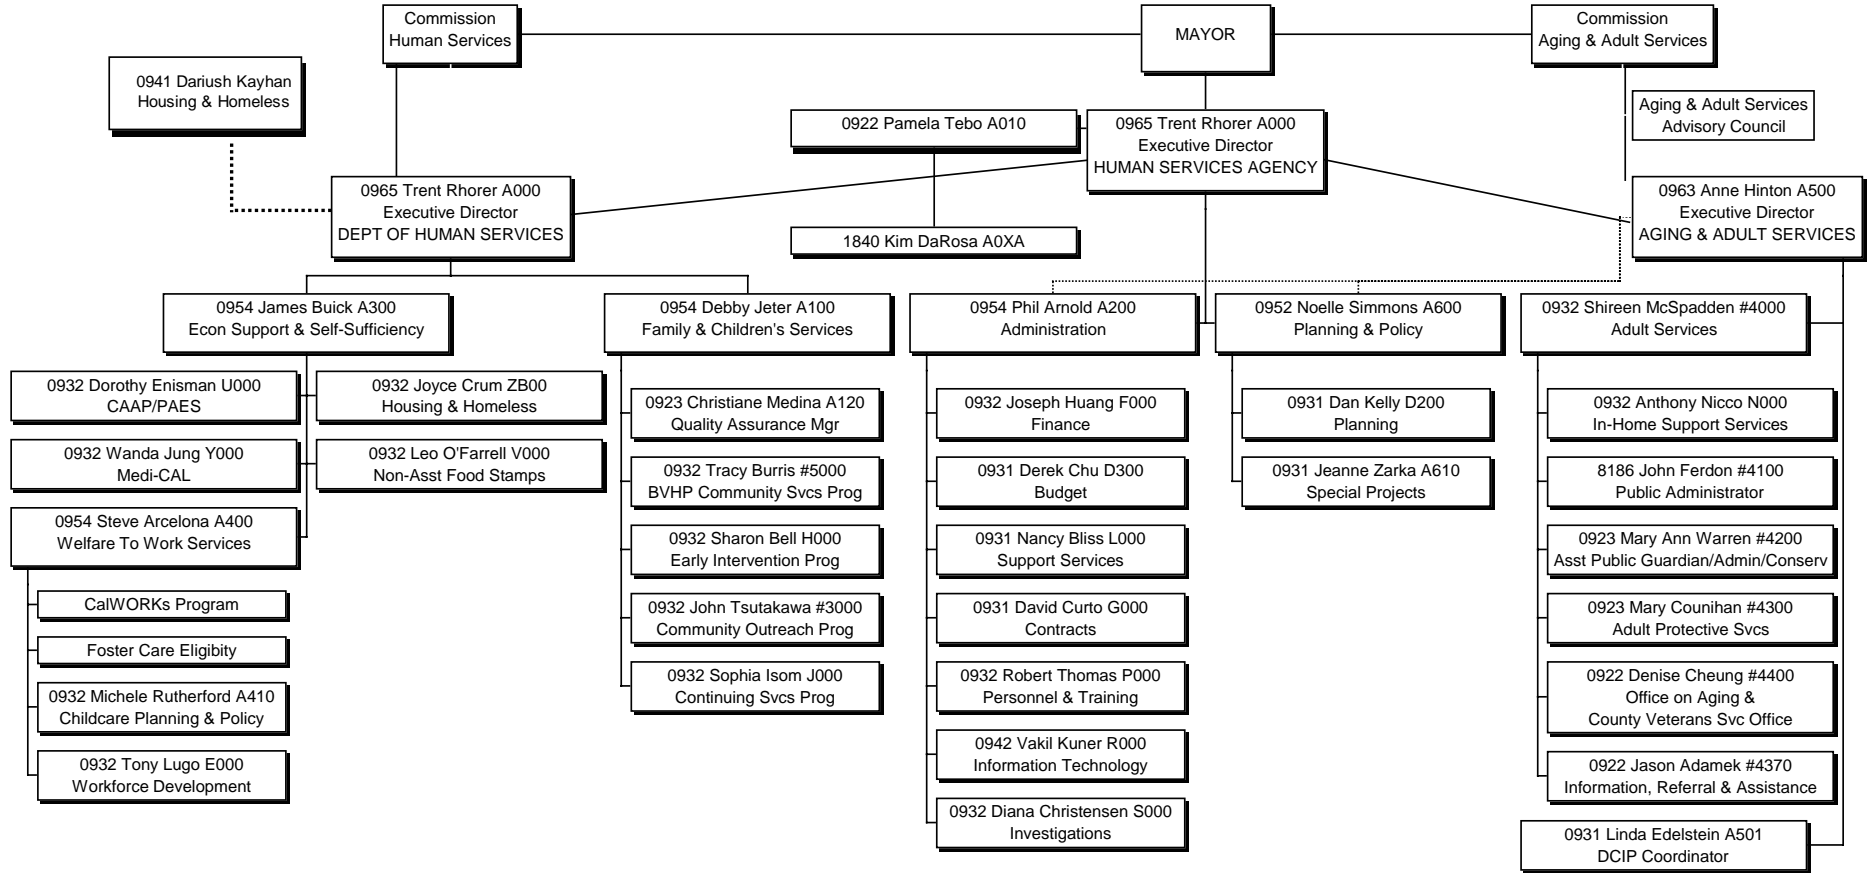 Commission
Human Services
MAYOR
Commission
Aging & Adult Services
0941 Dariush Kayhan
Housing & Homeless
Aging & Adult Services
Advisory Council
0922 Pamela Tebo A010
0965 Trent Rhorer A000
Executive Director
HUMAN SERVICES AGENCY
0965 Trent Rhorer A000
Executive Director
DEPT OF HUMAN SERVICES
0963 Anne Hinton A500
Executive Director
AGING & ADULT SERVICES
1840 Kim DaRosa A0XA
0954 James Buick A300
Econ Support & Self-Sufficiency
0954 Debby Jeter A100
Family & Children's Services
0954 Phil Arnold A200
Administration
0952 Noelle Simmons A600
Planning & Policy
0932 Shireen McSpadden #4000
Adult Services
0932 Dorothy Enisman U000
CAAP/PAES
0932 Joyce Crum ZB00
Housing & Homeless
0932 Wanda Jung Y000
Medi-CAL
0932 Leo O'Farrell V000
Non-Asst Food Stamps
0954 Steve Arcelona A400
Welfare To Work Services
CalWORKs Program
Foster Care Eligibity
0932 Michele Rutherford A410
Childcare Planning & Policy
0932 Tony Lugo E000
Workforce Development
0923 Christiane Medina A120
Quality Assurance Mgr
0932 Tracy Burris #5000
BVHP Community Svcs Prog
0932 Sharon Bell H000
Early Intervention Prog
0932 John Tsutakawa #3000
Community Outreach Prog
0932 Sophia Isom J000
Continuing Svcs Prog
0932 Joseph Huang F000
Finance
0931 Derek Chu D300
Budget
0931 Nancy Bliss L000
Support Services
0931 David Curto G000
Contracts
0932 Robert Thomas P000
Personnel & Training
0942 Vakil Kuner R000
Information Technology
0932 Diana Christensen S000
Investigations
0931 Dan Kelly D200
Planning
0931 Jeanne Zarka A610
Special Projects
0932 Anthony Nicco N000
In-Home Support Services
8186 John Ferdon #4100
Public Administrator
0923 Mary Ann Warren #4200
Asst Public Guardian/Admin/Conserv
0923 Mary Counihan #4300
Adult Protective Svcs
0922 Denise Cheung #4400
Office on Aging &
County Veterans Svc Office
0922 Jason Adamek #4370
Information, Referral & Assistance
0931 Linda Edelstein A501
DCIP Coordinator